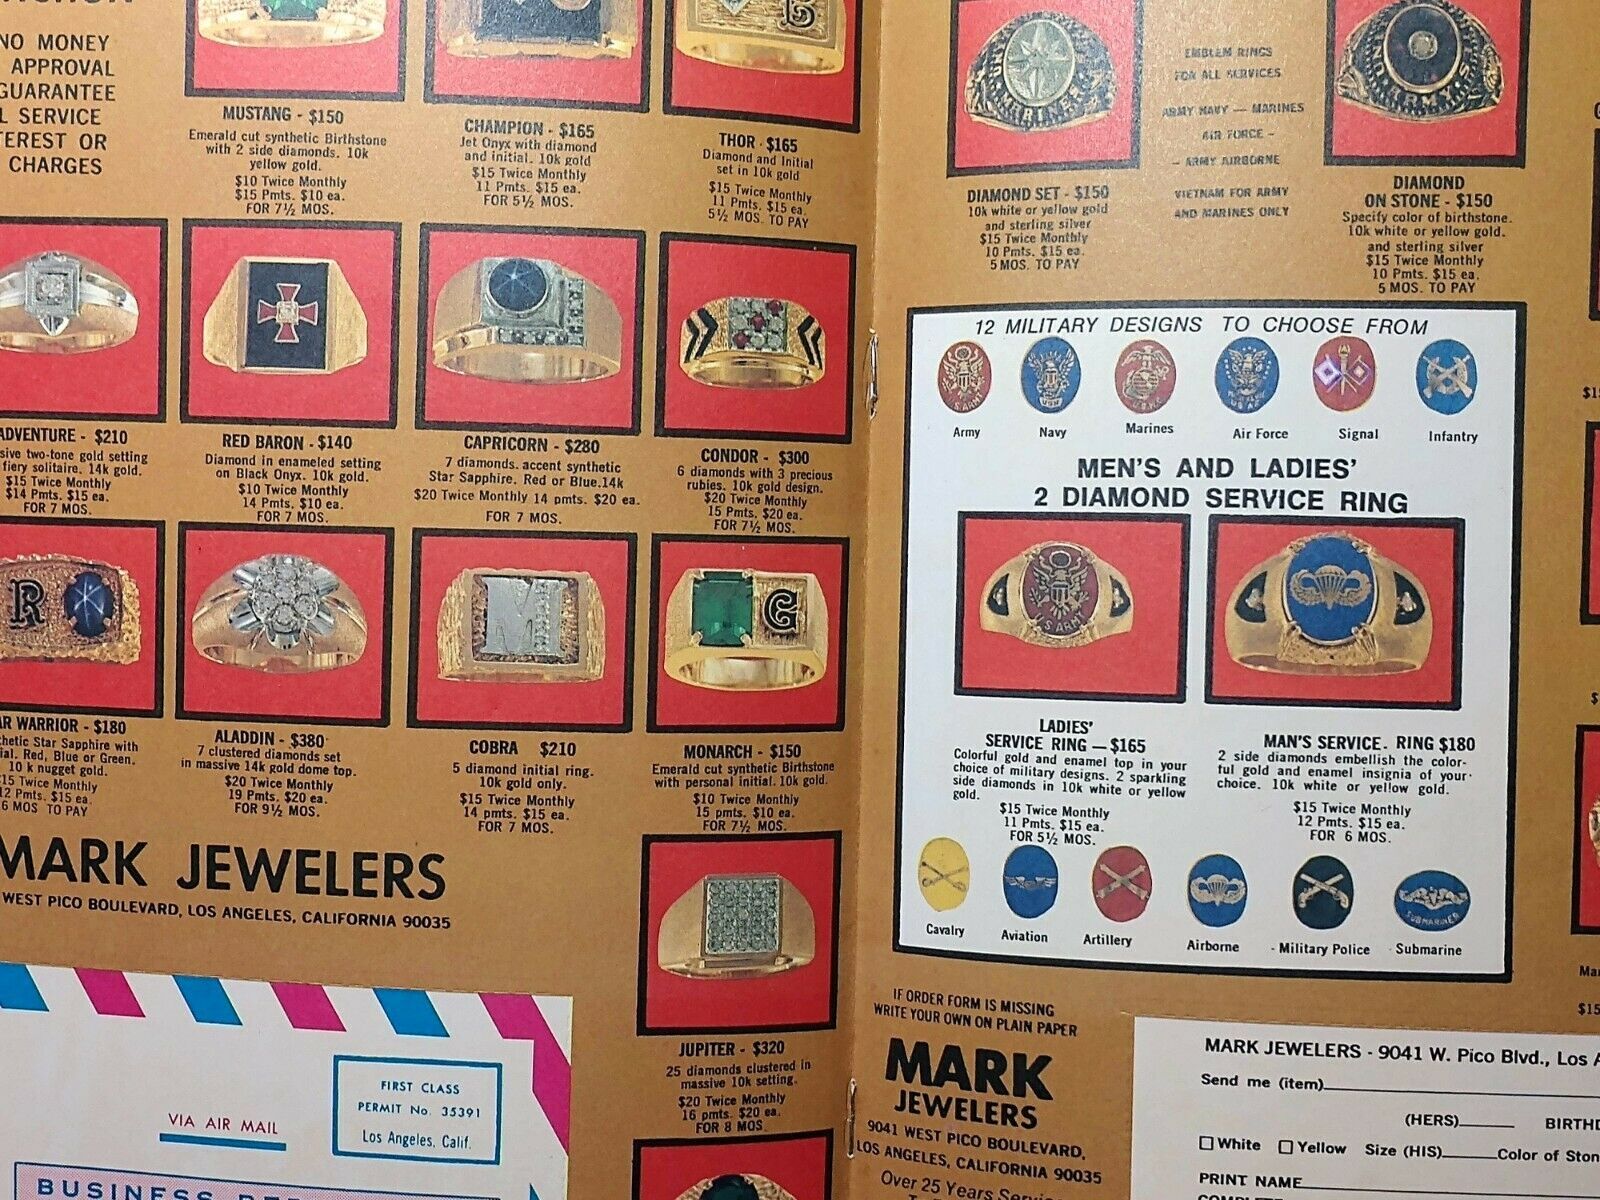 NO MONEY
APPROVAL
GUARANTEE
SERVICE
OR
CHARGES
MUSTANG - $150
Emerald cut synthetic Birthstone
with 2 side diamonds. 10k
yellow gold.
$10 Twice Monthly
$15 Pmts. $10 ea.
FOR 7½ MOS.
CHAMPION - $165
Jet Onyx with diamond
and initial. 10k gold
$15 Twice Monthly
11 Pmts. $15 ea.
FOR 5½ MOS.
B
THOR - $165
Diamond and Initial
set in 10k gold
$15 Twice Monthly
11 Pmts. $15 ea.
5½ MOS. TO PAY
ADVENTURE - $210
two-tone gold setting
fiery solitaire. 14k gold.
$15 Twice Monthly
$14 Pmts. $15 ea.
FOR 7 MOS.
RED BARON - $140
Diamond in enameled setting
on Black Onyx. 10k gold.
$10 Twice Monthly
14 Pmts. $10 ea.
FOR 7 MOS.
CAPRICORN - $280
7 diamonds. accent synthetic
Star Sapphire. Red or Blue.14k
$20 Twice Monthly 14 pmts. $20 ea.
FOR 7 MOS.
CONDOR - $300
6 diamonds with 3 precious
rubies. 10k gold design.
$20 Twice Monthly
15 Pmts. $20 ea.
FOR 7½ MOS.
R
WARRIOR - $180
Star Sapphire with
Red, Blue or Green.
10 k nugget gold.
$15 Twice Monthly
12 Pmts. $15 ea.
6 MOS TO PAY
ALADDIN - $380
7 clustered diamonds set
in massive 14k gold dome top.
$20 Twice Monthly
19 Pmts. $20 ea.
FOR 9½ MOS.
M
COBRA $210
5 diamond initial ring.
10k gold only.
$15 Twice Monthly
14 pmts. $15 ea.
FOR 7 MOS.
G
MONARCH - $150
Emerald cut synthetic Birthstone
with personal initial. 10k gold.
$10 Twice Monthly
15 pmts. $10 ea.
FOR 7½ MOS.
MARK JEWELERS
WEST PICO BOULEVARD, LOS ANGELES, CALIFORNIA 90035
JUPITER - $320
25 diamonds clustered in
massive 10k setting.
$20 Twice Monthly
16 pmts. $20 ea.
FOR 8 MOS.
FIRST CLASS
PERMIT No. 35391
Los Angeles, Calif.
VIA AIR MAIL
BUSINESS
EMBLEM RINGS
FOR ALL SERVICES
ARMY NAVY — MARINES
AIR FORCE -
- ARMY AIRBORNE
VIETNAM FOR ARMY
AND MARINES ONLY
DIAMOND SET - $150
10k white or yellow gold
and sterling silver
$15 Twice Monthly
10 Pmts. $15 ea.
5 MOS. TO PAY
DIAMOND
ON STONE - $150
Specify color of birthstone.
10k white or yellow gold.
and sterling silver
$15 Twice Monthly
10 Pmts. $15 ea.
5 MOS. TO PAY
12 MILITARY DESIGNS TO CHOOSE FROM
Army Navy Marines Air Force Signal Infantry
MEN'S AND LADIES'
2 DIAMOND SERVICE RING
LADIES'
SERVICE RING — $165
Colorful gold and enamel top in your
choice of military designs. 2 sparkling
side diamonds in 10k white or yellow
gold.
$15 Twice Monthly
11 Pmts. $15 ea.
FOR 5½ MOS.
MAN'S SERVICE. RING $180
2 side diamonds embellish the color-
ful gold and enamel insignia of your
choice. 10k white or yellow gold.
$15 Twice Monthly
12 Pmts. $15 ea.
FOR 6 MOS.
SUBMARINER
Cavalry Aviation Artillery Airborne Military Police Submarine
IF ORDER FORM IS MISSING
WRITE YOUR OWN ON PLAIN PAPER
MARK
JEWELERS
9041 WEST PICO BOULEVARD,
LOS ANGELES, CALIFORNIA 90035
Over 25 Years
MARK JEWELERS - 9041 W. Pico Blvd., Los
Send me (item)
(HERS)
White Yellow Size (HIS) Color of
PRINT NAME